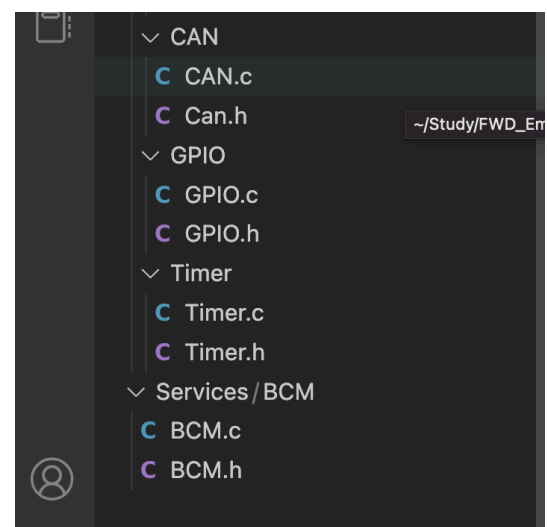 CAN
C CAN.c
C Can.h
~/Study/FWD_Em
GPIO
C GPIO.c
C GPIO.h
Timer
C Timer.c
C Timer.h
Services/BCM
C BCM.c
C BCM.h